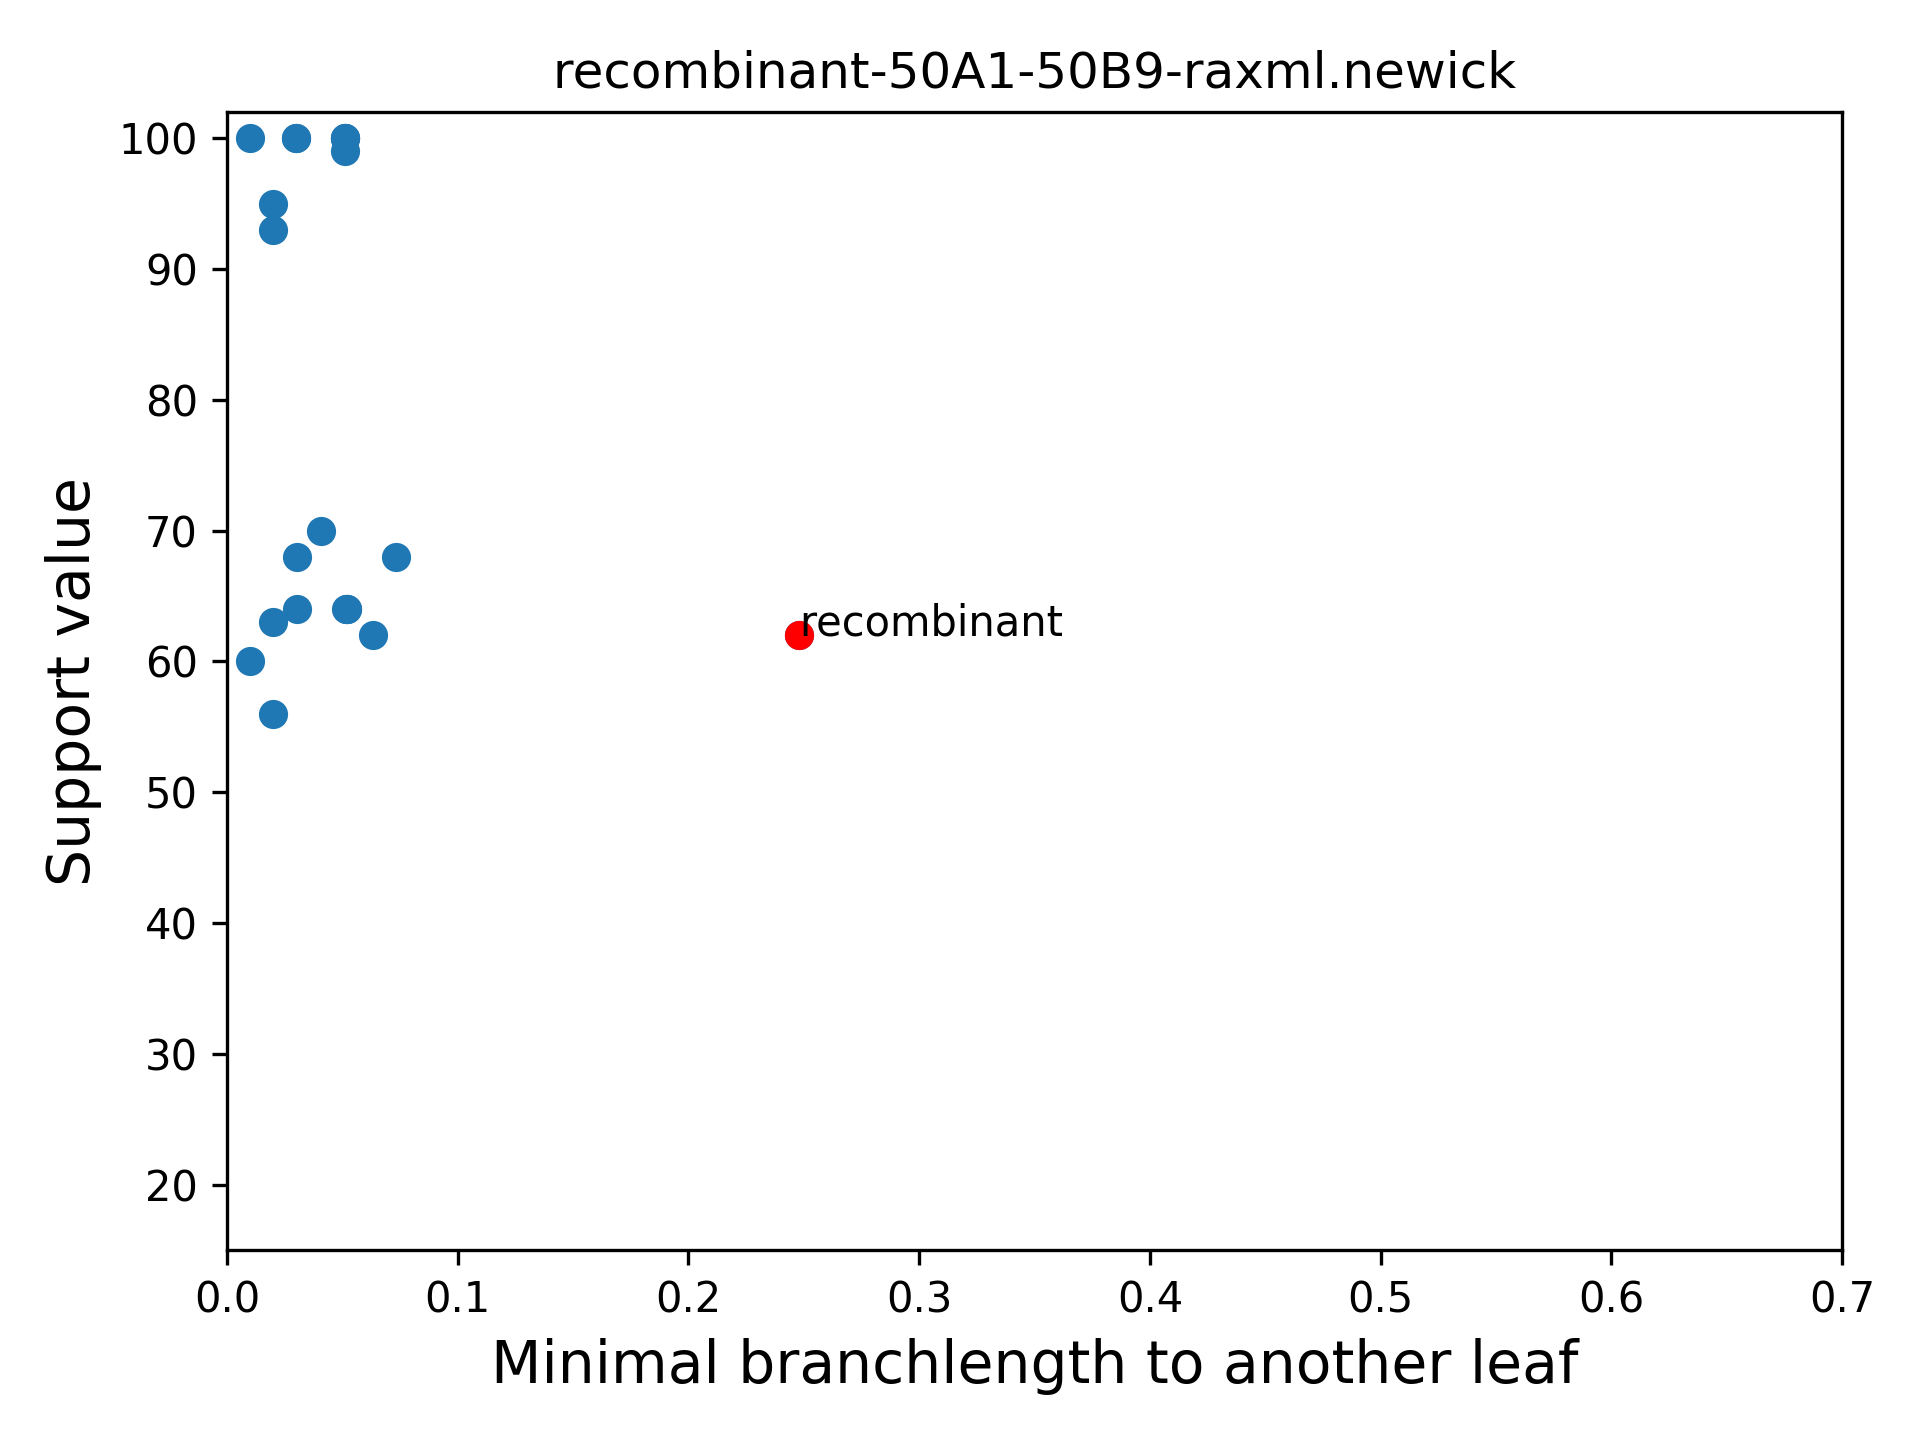 recombinant-50A1-50B9-raxml.newick
100
90
80
70
60
50
40
30
20
Support value
recombinant
0.0 0.1 0.2 0.3 0.4 0.5 0.6 0.7
Minimal branchlength to another leaf